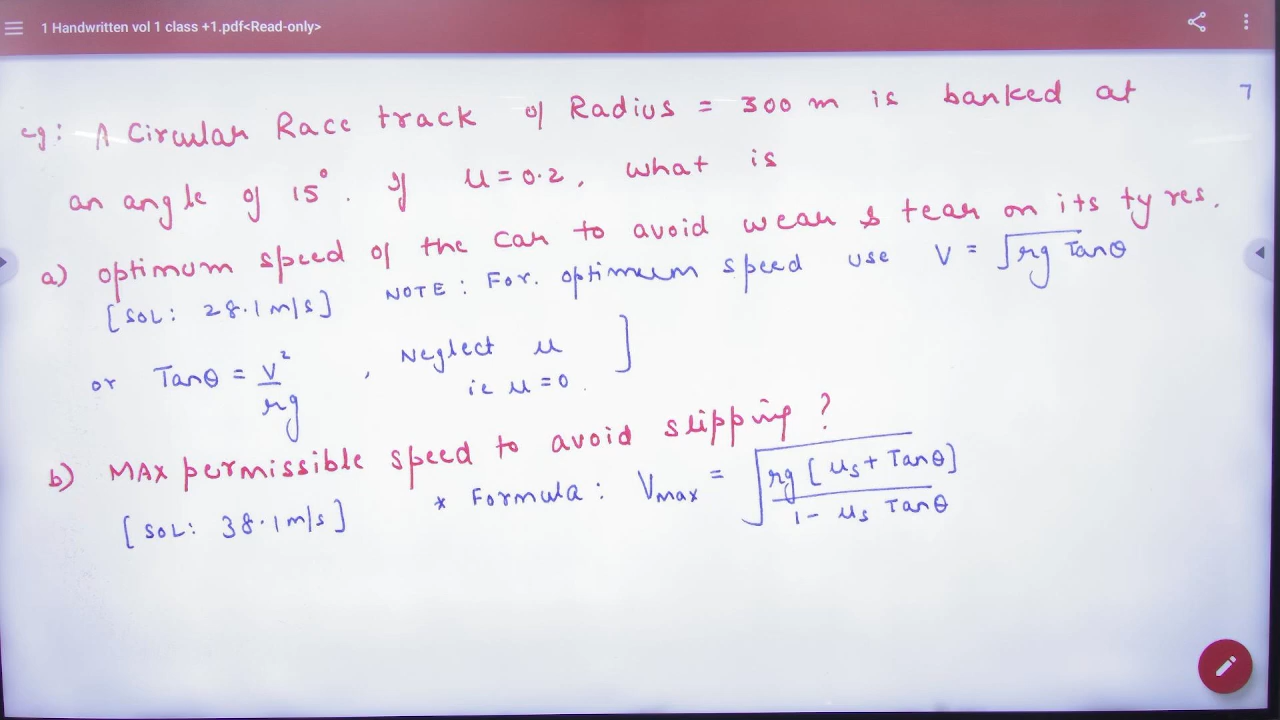 1 Handwritten vol 1 class +1.pdf<Read-only>
7
eg: A Circular Race track of Radius = 300 m is banked at
an angle of 15°. If μ = 0.2, what is
a) optimum speed of the car to avoid wear & tear on its tyres.
[SOL: 28.1 m/s] NOTE: For. optimum speed use V = √rg Tanθ
or Tanθ = V²/rg , Neglect μ ]
ie μ = 0.
b) MAX permissible speed to avoid slipping?
[SOL: 38.1 m/s] * Formula: Vmax = √rg [μs + Tanθ] / 1 - μs Tanθ